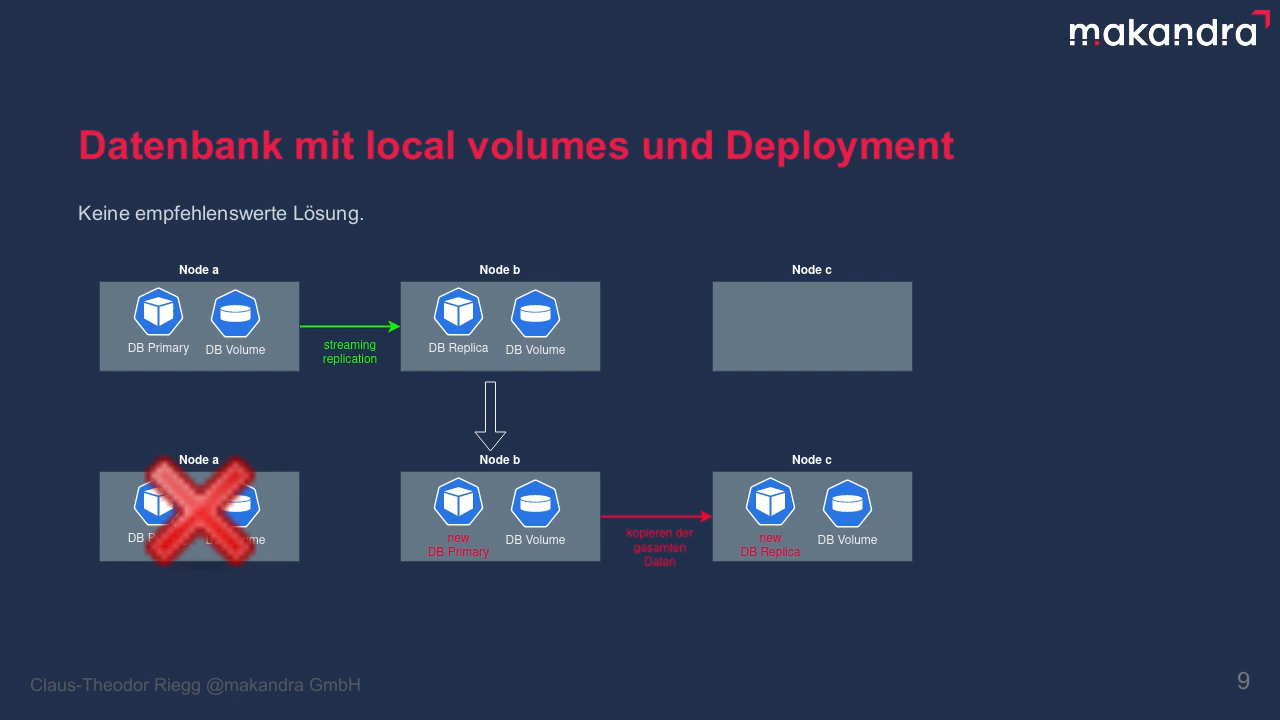 makandra
Datenbank mit local volumes und Deployment
Keine empfehlenswerte Lösung.
Node a
Node b
Node c
DB Primary
DB Volume
streaming
replication
DB Replica
DB Volume
Node a
Node b
Node c
DB
new
DB Primary
DB Volume
kopieren der
gesamten
Daten
new
DB Replica
DB Volume
Claus-Theodor Riegg @makandra GmbH
9